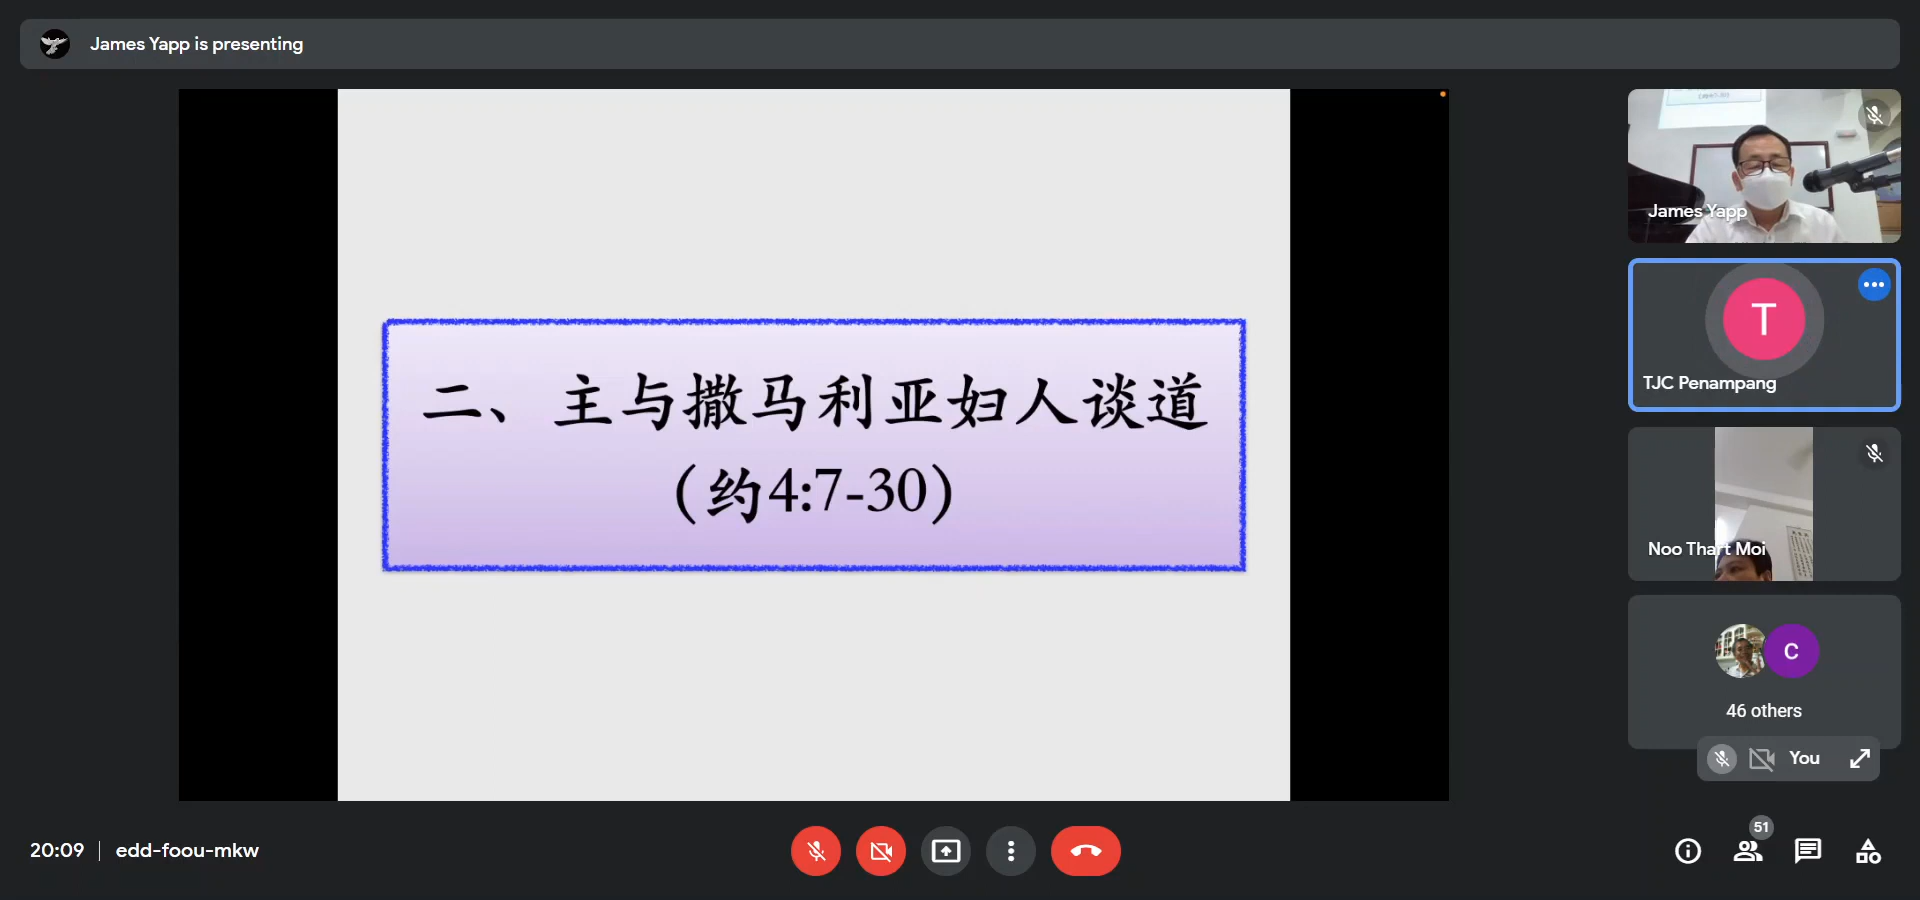 James Yapp is presenting
二、主与撒马利亚妇人谈道
(约4:7-30)
James Yapp
T
TJC Penampang
Noo Thart Moi
C
46 others
You
20:09 | edd-foou-mkw
51